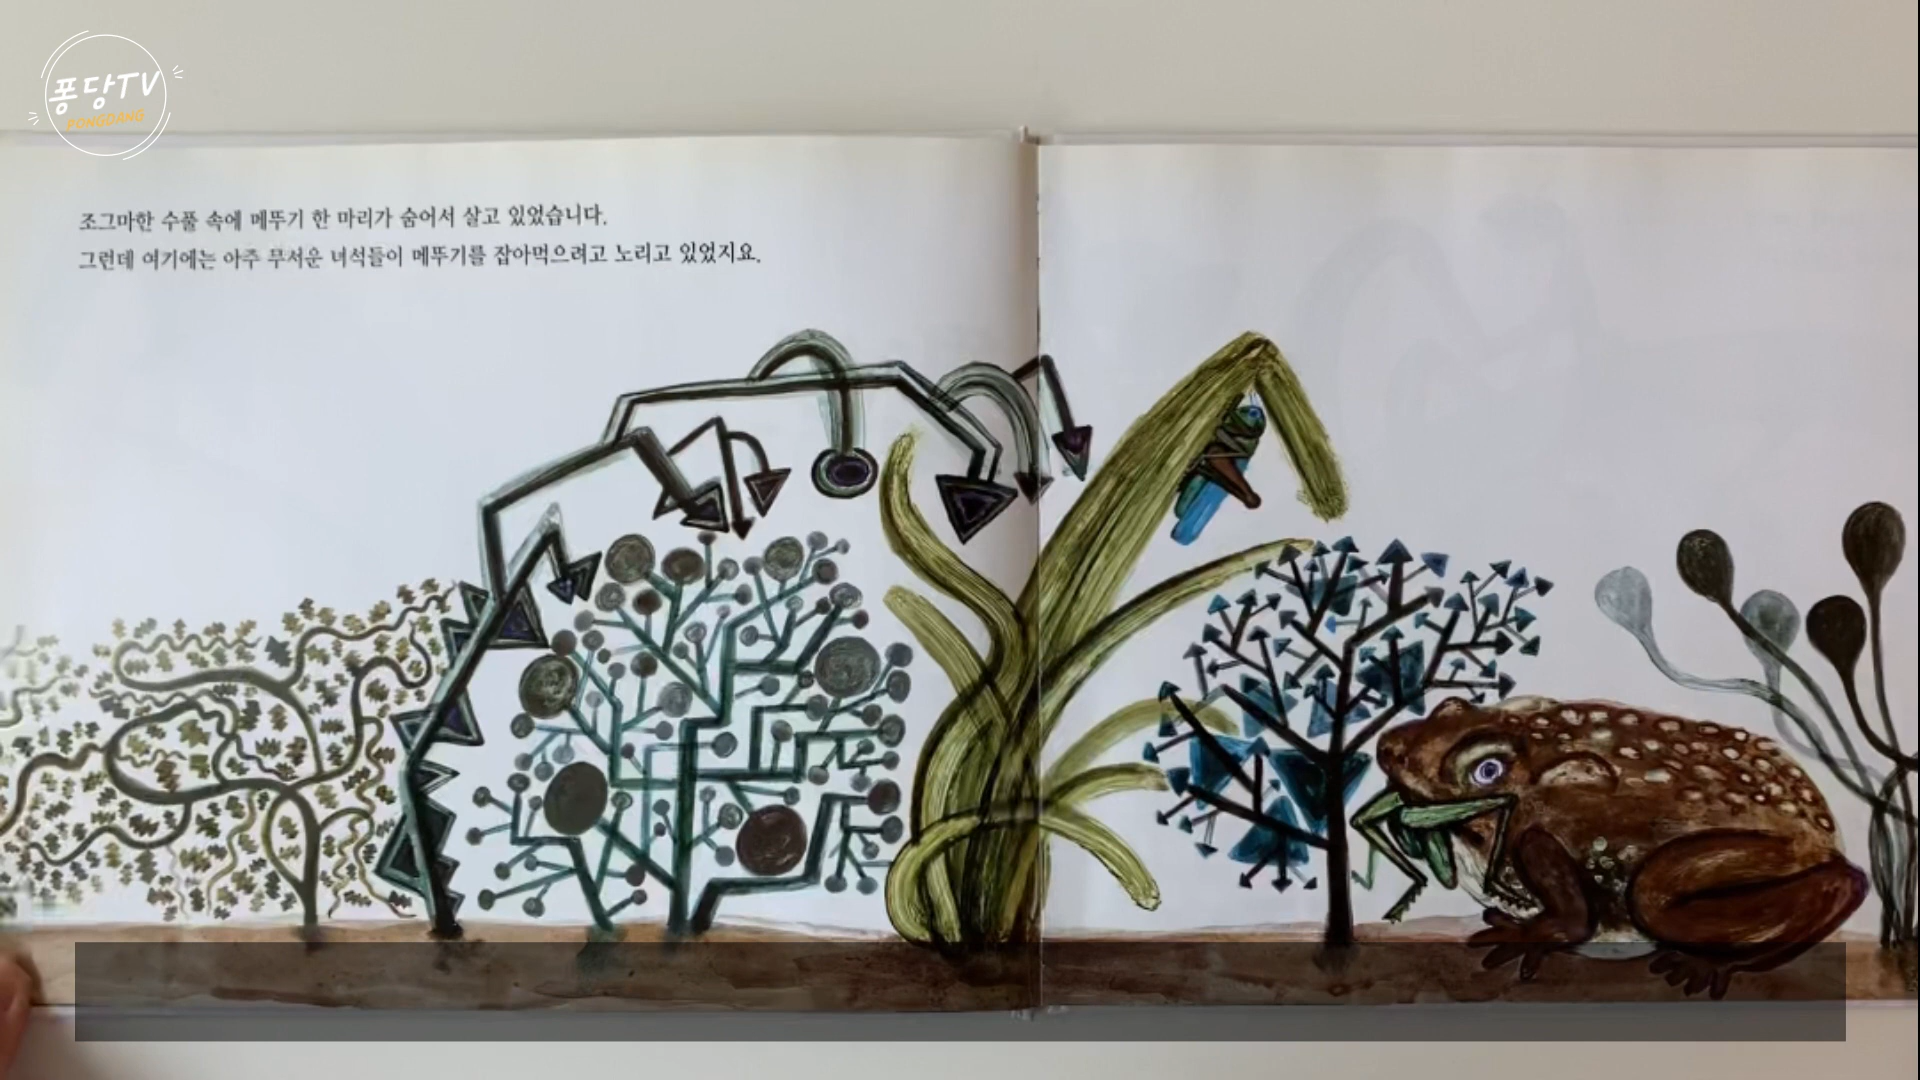 퐁당TV
PONGDANG
조그마한 수풀 속에 메뚜기 한 마리가 숨어서 살고 있었습니다.
그런데 여기에는 아주 무서운 녀석들이 메뚜기를 잡아먹으려고 노리고 있었지요.